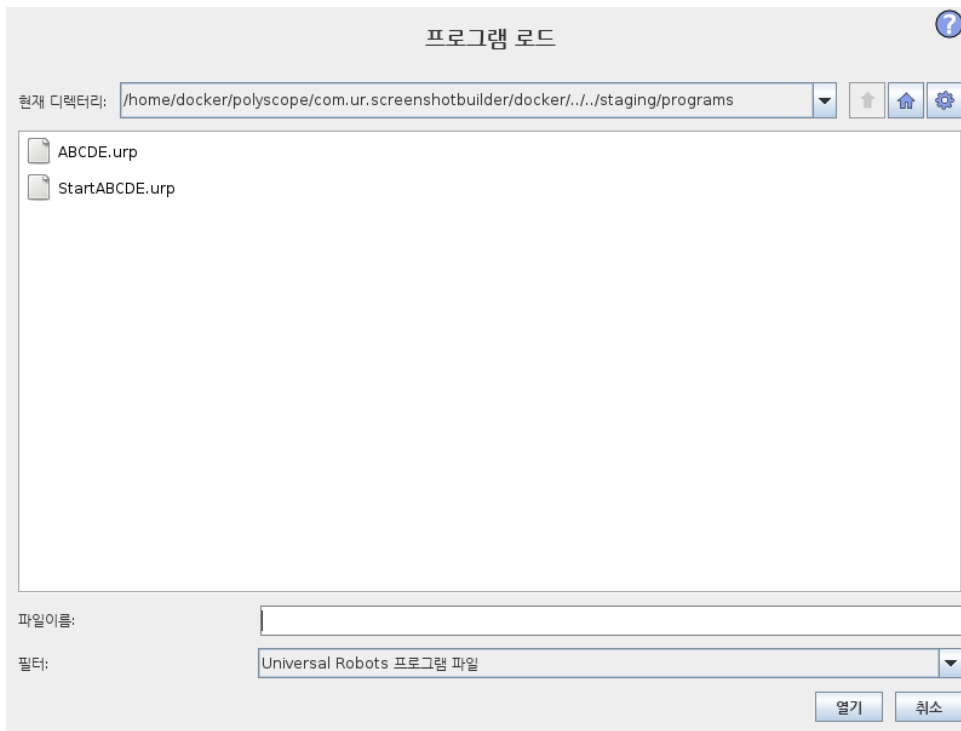 프로그램 로드
?
현재 디렉터리: /home/docker/polyscope/com.ur.screenshotbuilder/docker/../../staging/programs
ABCDE.urp
StartABCDE.urp
파일이름:
필터: Universal Robots 프로그램 파일
열기 취소